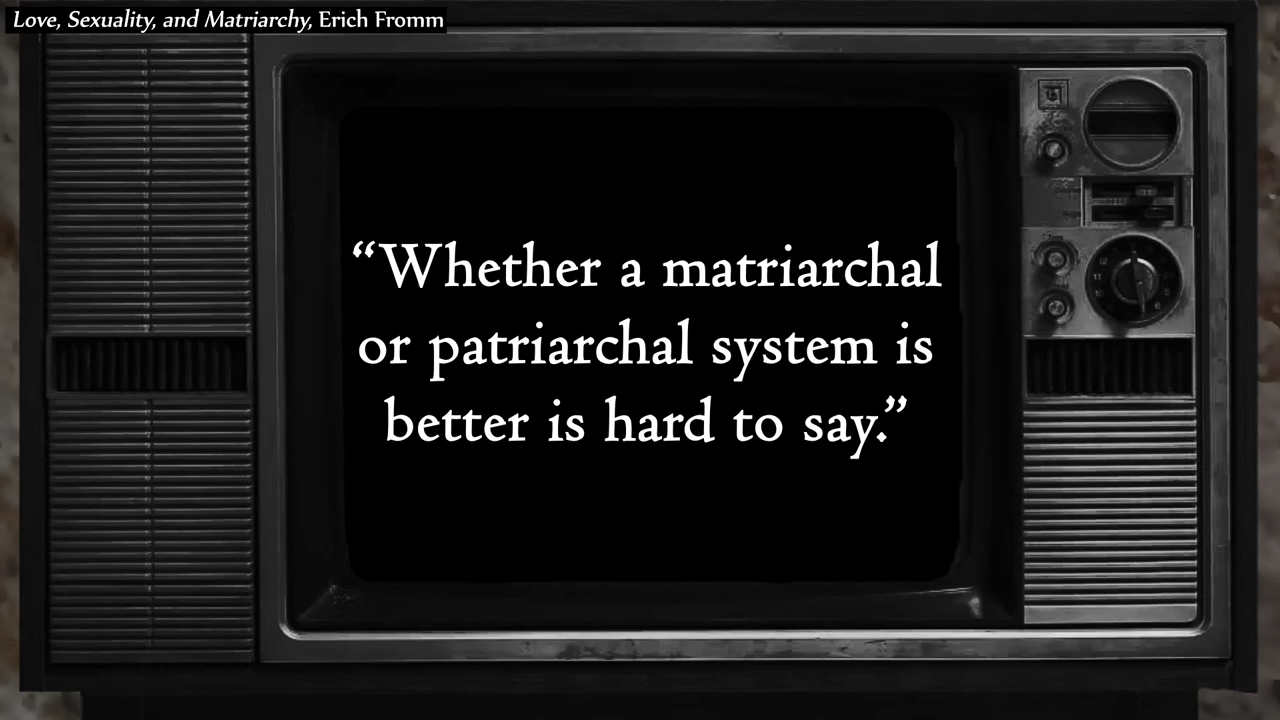 Love, Sexuality, and Matriarchy, Erich Fromm
“Whether a matriarchal
or patriarchal system is
better is hard to say.”